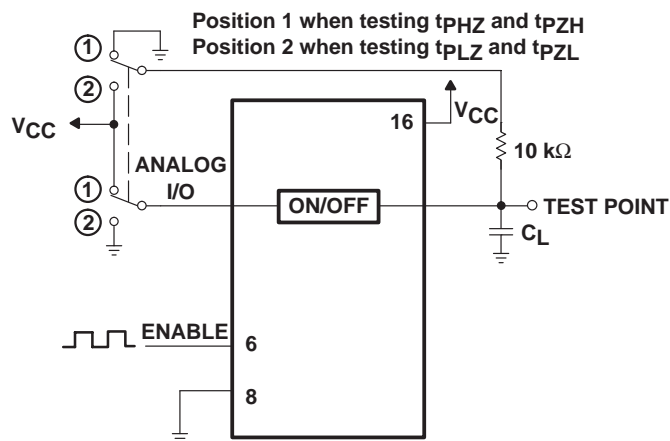 Position 1 when testing tPHZ and tPZH
Position 2 when testing tPLZ and tPZL
1
2
VCC
1
2
ANALOG
I/O
ON/OFF
16
VCC
10 kΩ
TEST POINT
CL
ENABLE
6
8